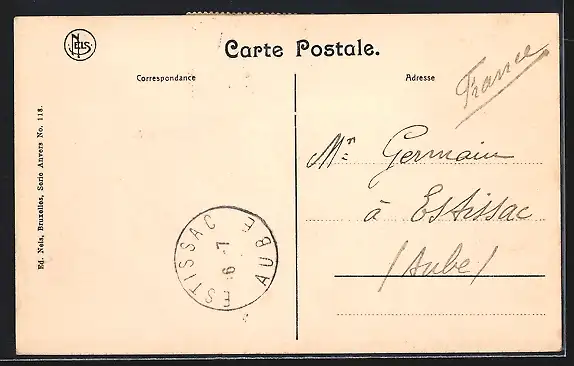 NELS
Carte Postale.
Correspondance
Adresse
France
Mr Germain
à Estissac
(Aube)
ESTISSAC AUBE
7-6
Ed. Nels, Bruxelles, Serie Anvers No. 118.